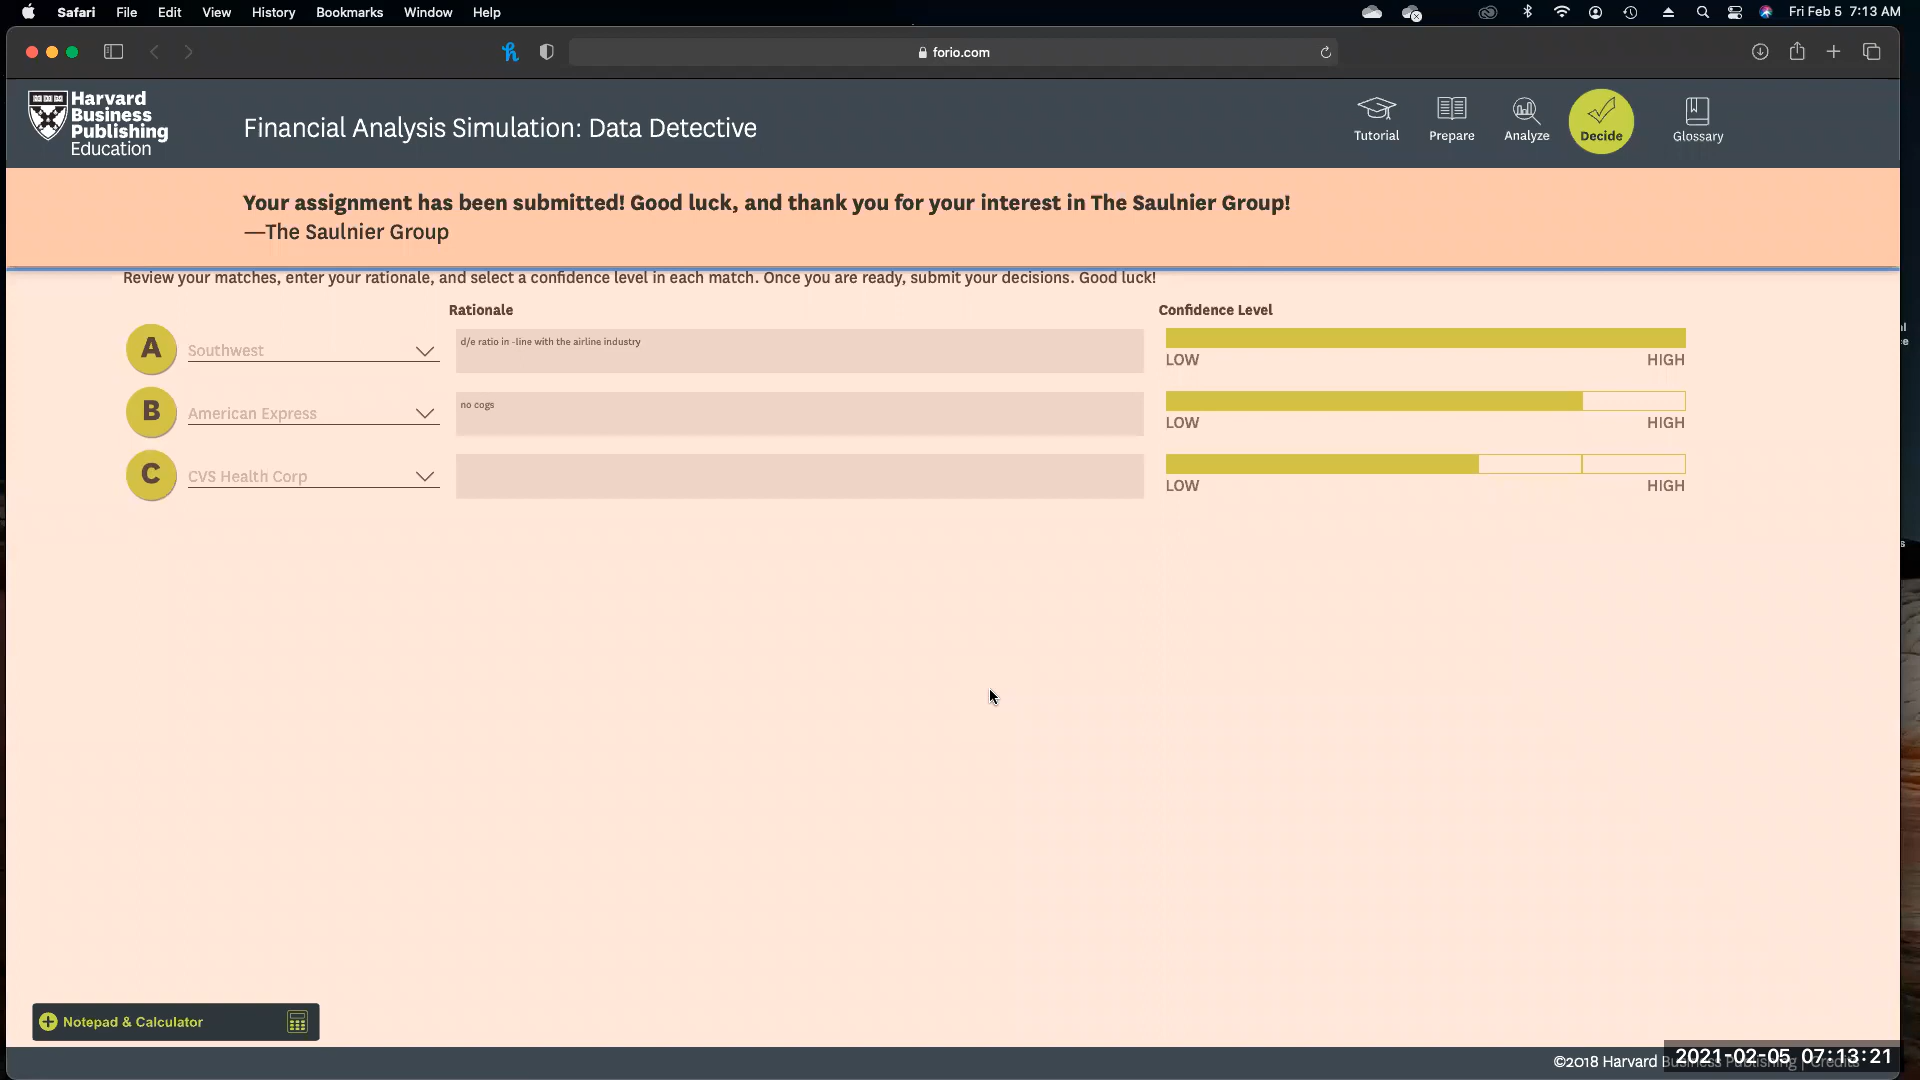 Safari File Edit View History Bookmarks Window Help Fri Feb 5 7:13 AM
forio.com
Harvard
Business
Publishing
Education
Financial Analysis Simulation: Data Detective
Tutorial Prepare Analyze Decide Glossary
Your assignment has been submitted! Good luck, and thank you for your interest in The Saulnier Group!
—The Saulnier Group
Review your matches, enter your rationale, and select a confidence level in each match. Once you are ready, submit your decisions. Good luck!
Rationale Confidence Level
A Southwest d/e ratio in -line with the airline industry
LOW HIGH
B American Express no cogs
LOW HIGH
C CVS Health Corp
LOW HIGH
Notepad & Calculator
©2018 Harvard Business Publishing | Credits
2021-02-05 07:13:21